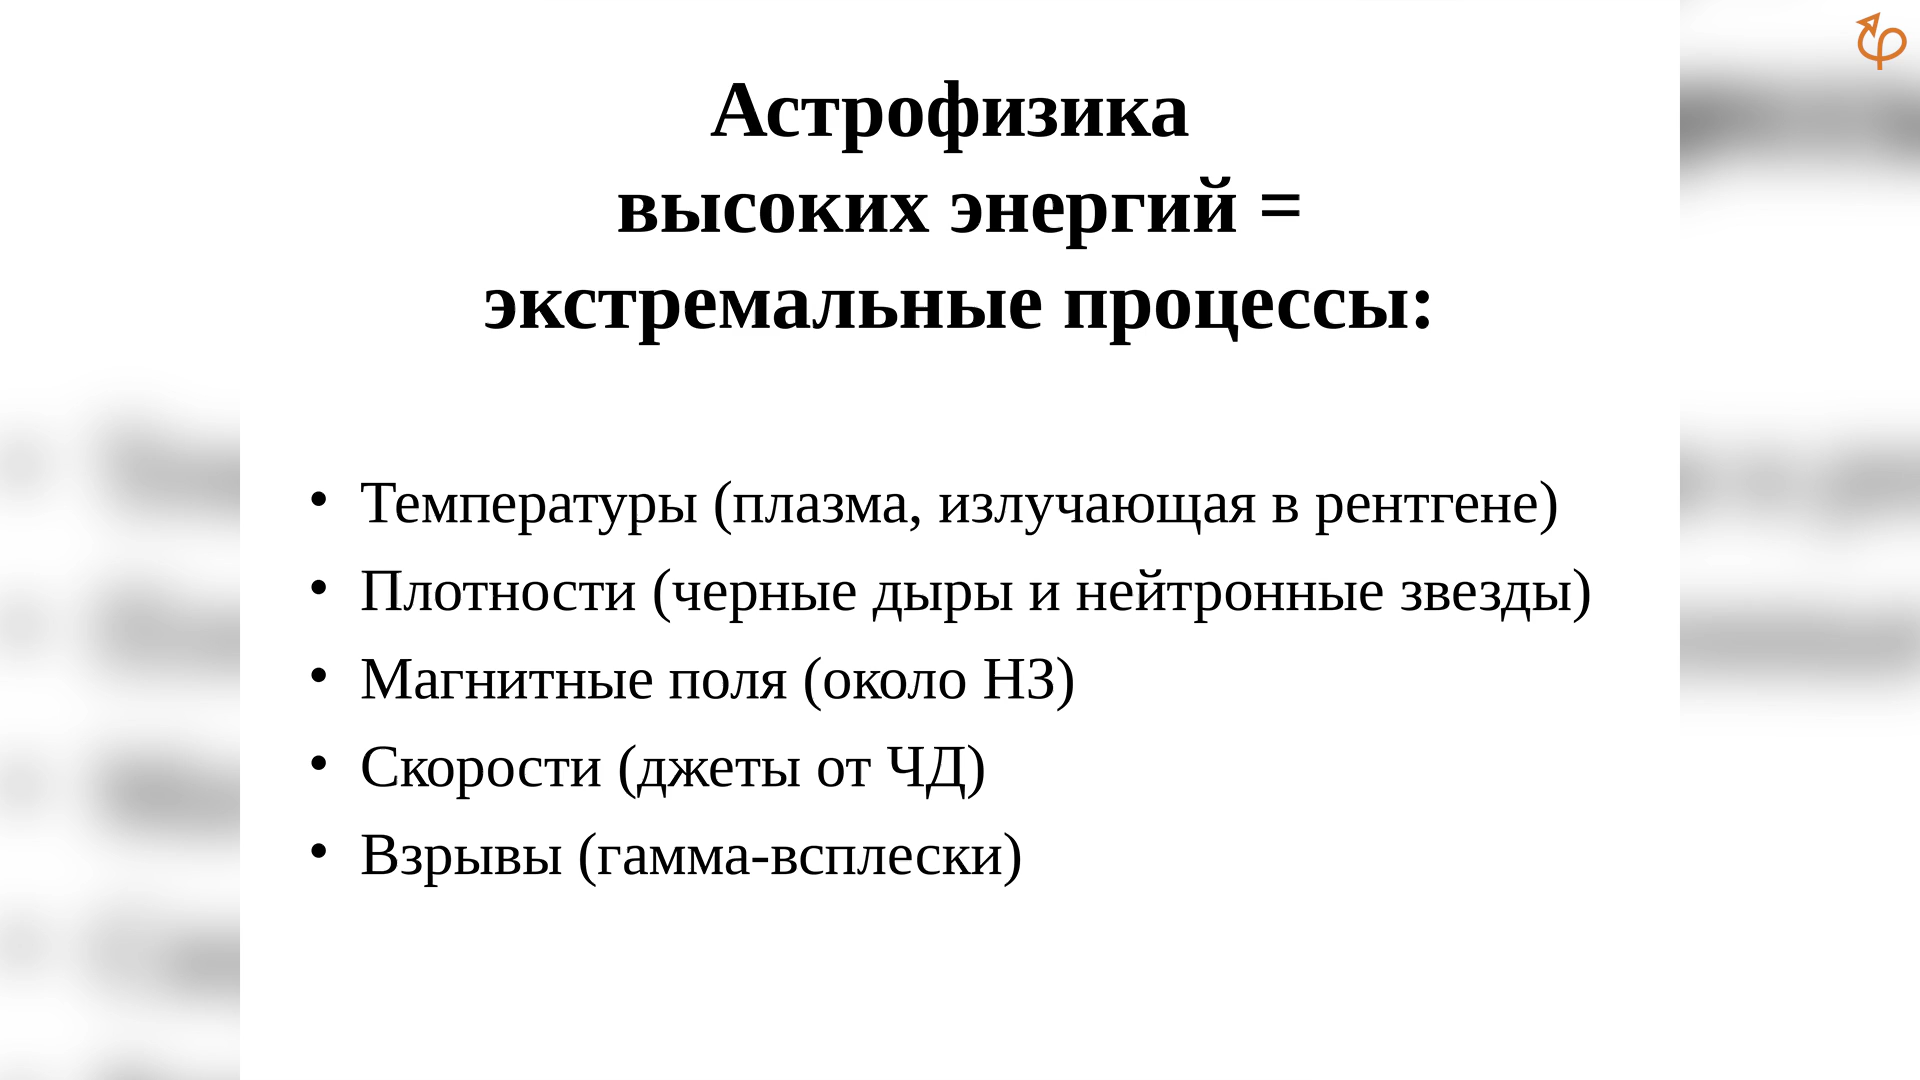 Астрофизика
высоких энергий =
экстремальные процессы:
• Температуры (плазма, излучающая в рентгене)
• Плотности (черные дыры и нейтронные звезды)
• Магнитные поля (около НЗ)
• Скорости (джеты от ЧД)
• Взрывы (гамма-всплески)